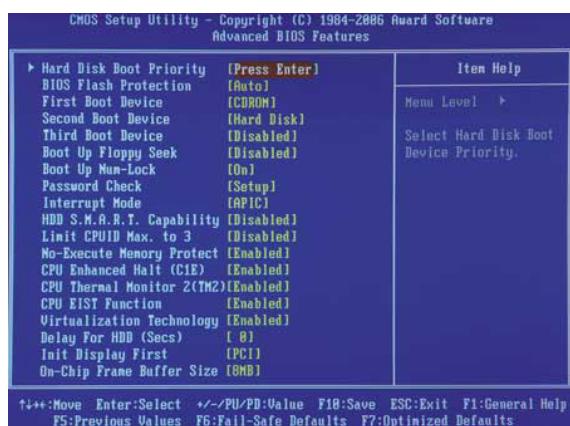 CMOS Setup Utility - Copyright (C) 1984-2006 Award Software
Advanced BIOS Features
Hard Disk Boot Priority [Press Enter]
BIOS Flash Protection [Auto]
First Boot Device [CDROM]
Second Boot Device [Hard Disk]
Third Boot Device [Disabled]
Boot Up Floppy Seek [Disabled]
Boot Up Num-Lock [On]
Password Check [Setup]
Interrupt Mode [APIC]
HDD S.M.A.R.T. Capability [Disabled]
Limit CPUID Max. to 3 [Disabled]
No-Execute Memory Protect [Enabled]
CPU Enhanced Halt (C1E) [Enabled]
CPU Thermal Monitor 2(TM2)[Enabled]
CPU EIST Function [Enabled]
Virtualization Technology [Enabled]
Delay For HDD (Secs) [ 0]
Init Display First [PCI]
On-Chip Frame Buffer Size [8MB]
Item Help
Menu Level
Select Hard Disk Boot
Device Priority.
↑↓→←:Move Enter:Select +/-/PU/PD:Value F10:Save ESC:Exit F1:General Help
F5:Previous Values F6:Fail-Safe Defaults F7:Optimized Defaults